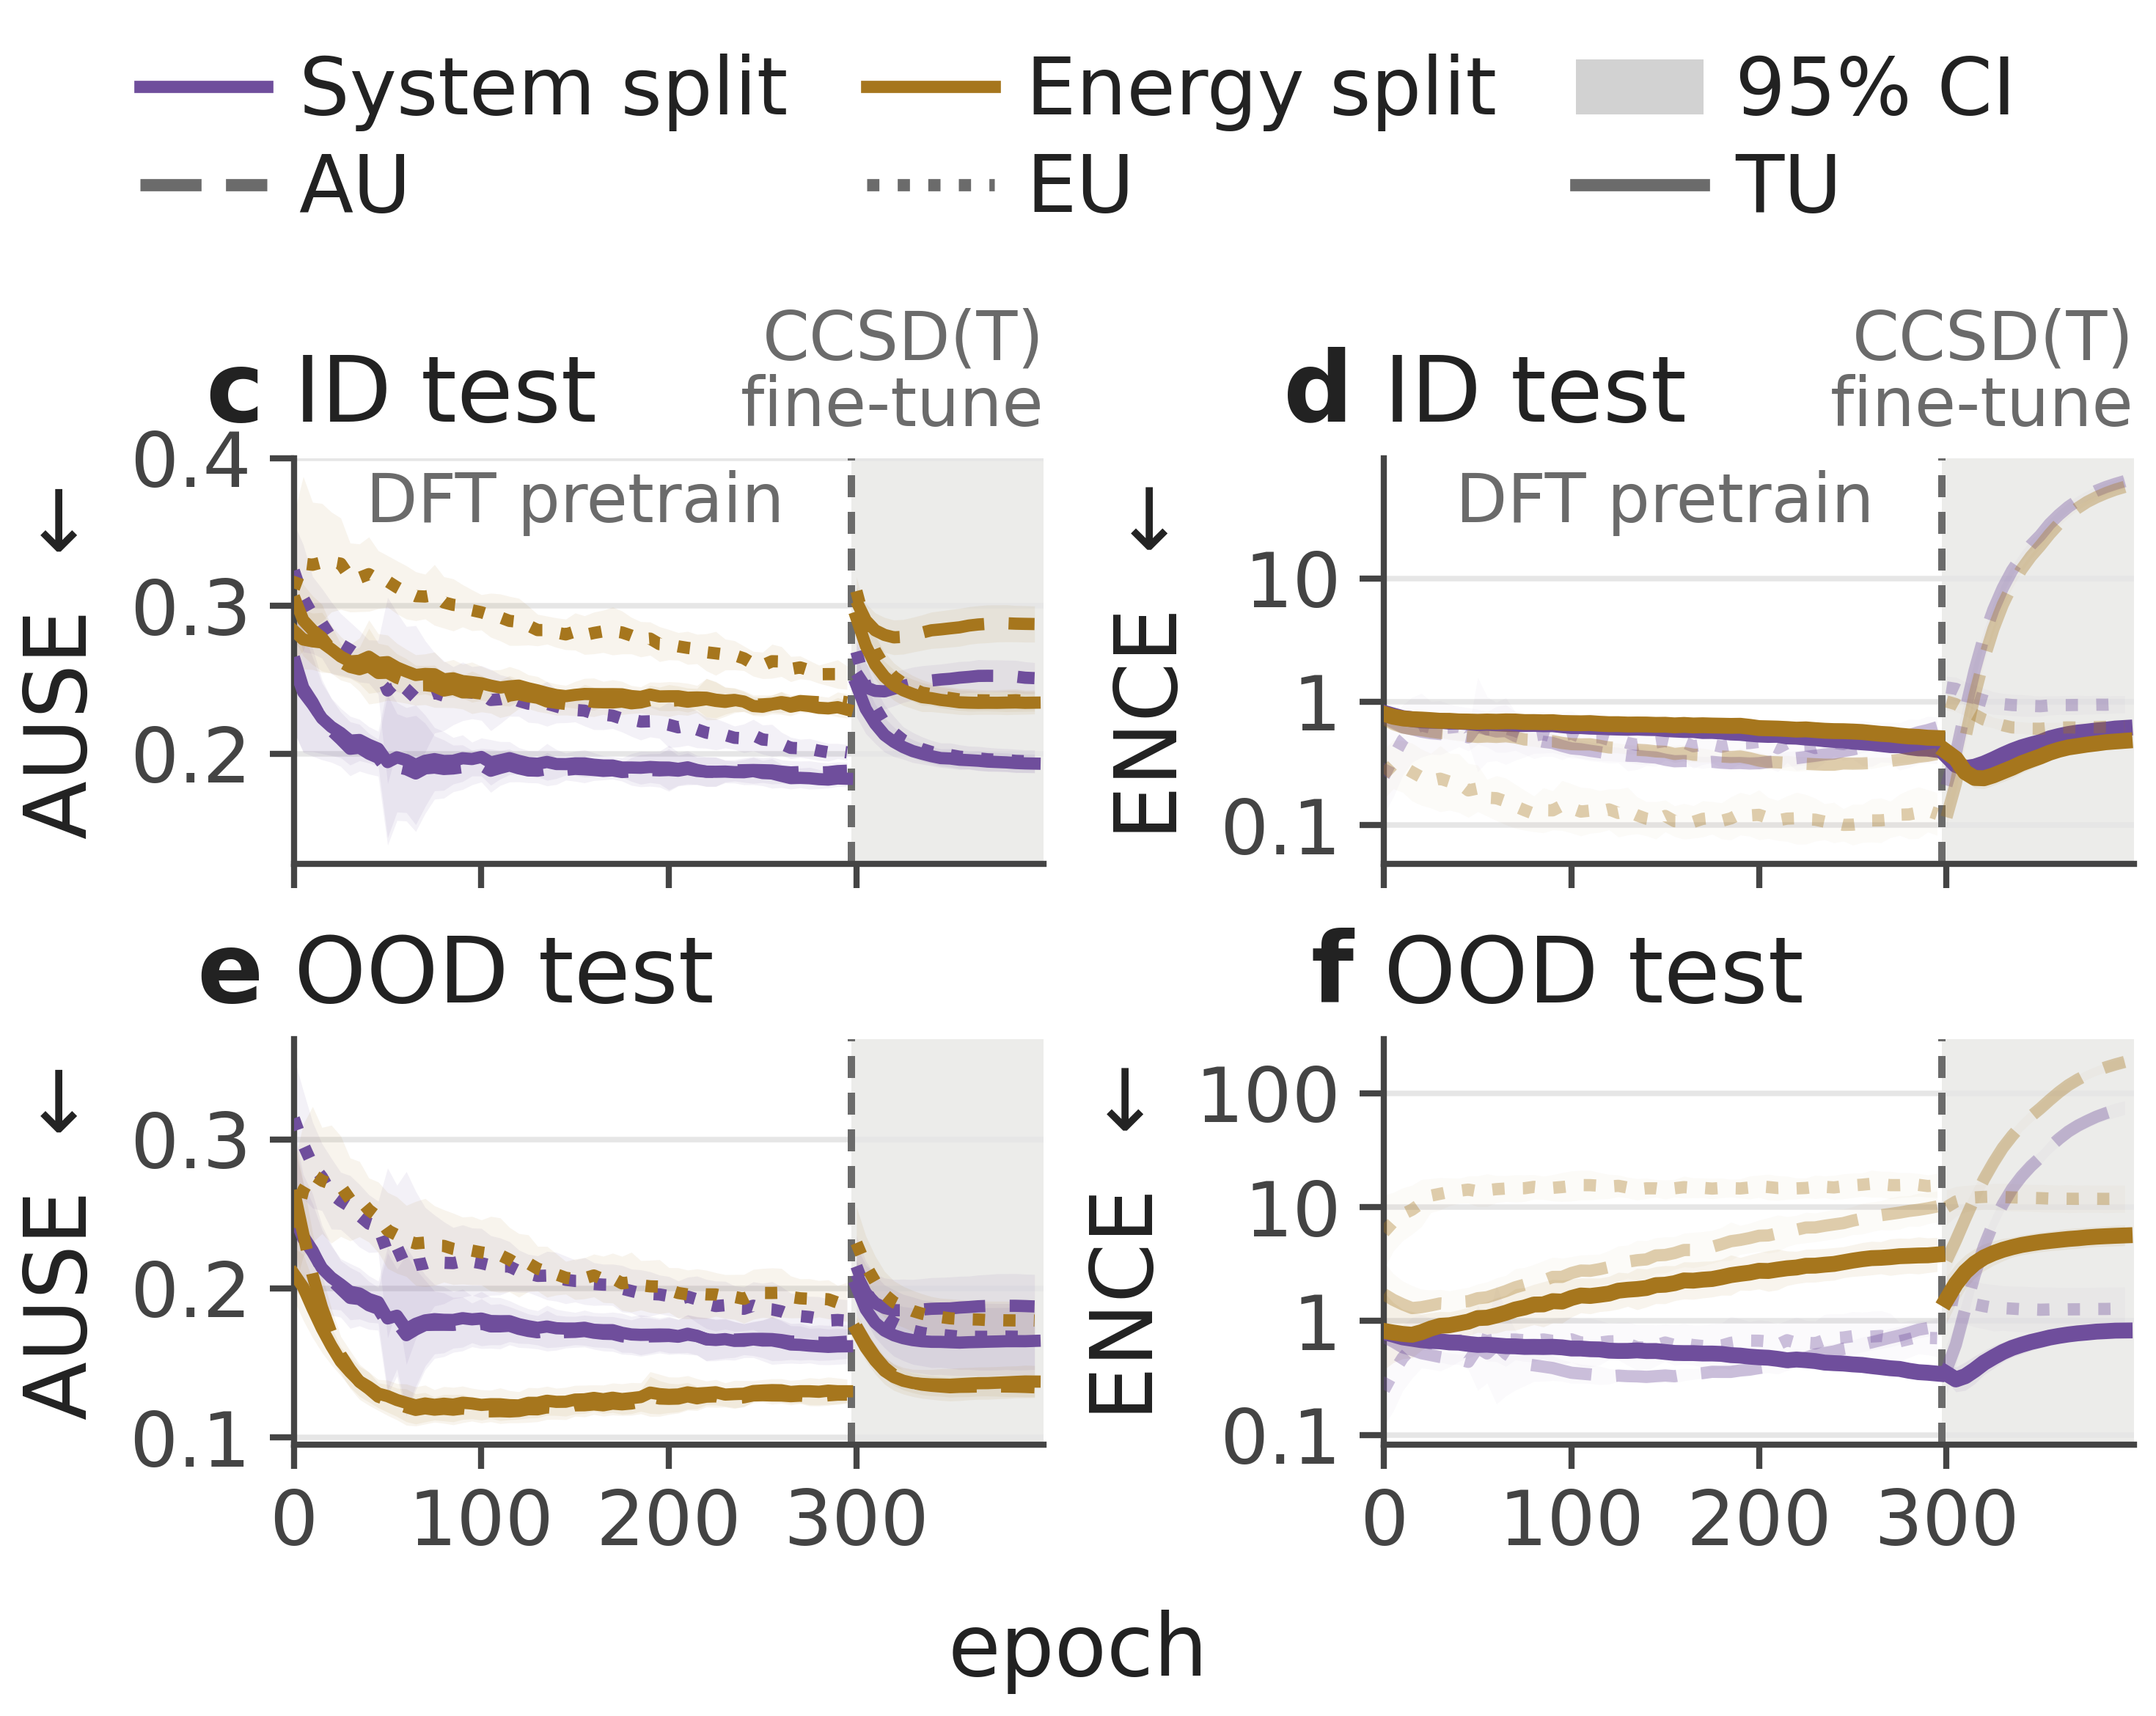 System split Energy split 95% CI
AU EU TU
c ID test
CCSD(T)
fine-tune
DFT pretrain
AUSE ←
0.4
0.3
0.2
d ID test
CCSD(T)
fine-tune
DFT pretrain
ENCE ←
10
1
0.1
e OOD test
AUSE ←
0.3
0.2
0.1
0 100 200 300
f OOD test
ENCE ←
100
10
1
0.1
0 100 200 300
epoch